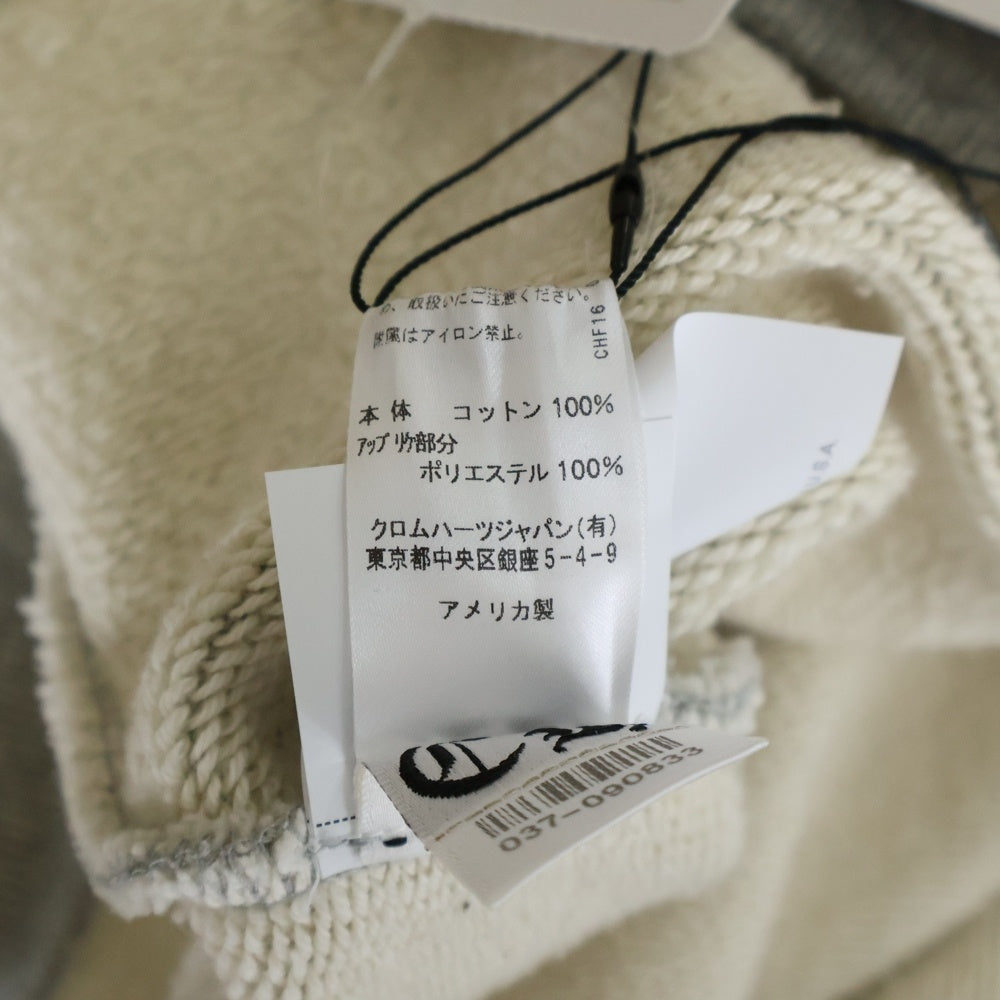 め、取扱いにご注意ください。
はアイロン禁止。
CHF16
本体 コットン 100%
アップリケ部分
ポリエステル 100%
クロムハーツジャパン(有)
東京都中央区銀座5-4-9
アメリカ製
USA
037-090833